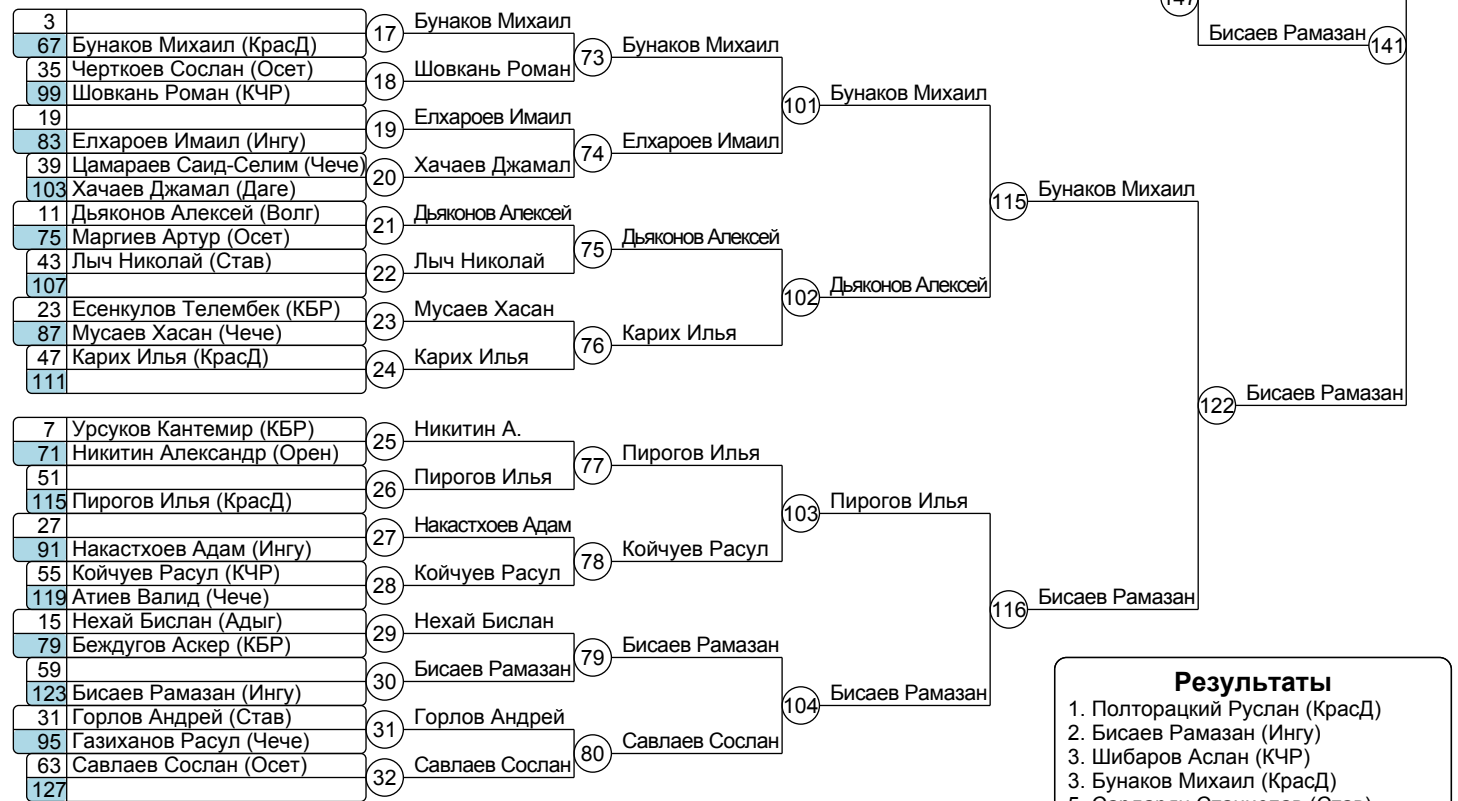 147
Бисаев Рамазан 141
3
67 Бунаков Михаил (КрасД)
35 Черткоев Сослан (Осет)
99 Шовкань Роман (КЧР)
19
83 Елхароев Имаил (Ингу)
39 Цамараев Саид-Селим (Чече)
103 Хачаев Джамал (Даге)
11 Дьяконов Алексей (Волг)
75 Маргиев Артур (Осет)
43 Лыч Николай (Став)
107
23 Есенкулов Телембек (КБР)
87 Мусаев Хасан (Чече)
47 Карих Илья (КрасД)
111
17 Бунаков Михаил
18 Шовкань Роман
19 Елхароев Имаил
20 Хачаев Джамал
21 Дьяконов Алексей
22 Лыч Николай
23 Мусаев Хасан
24 Карих Илья
73 Бунаков Михаил
74 Елхароев Имаил
75 Дьяконов Алексей
76 Карих Илья
101 Бунаков Михаил
102 Дьяконов Алексей
115 Бунаков Михаил
122 Бисаев Рамазан
7 Урсуков Кантемир (КБР)
71 Никитин Александр (Орен)
51
115 Пирогов Илья (КрасД)
27
91 Накастхоев Адам (Ингу)
55 Койчуев Расул (КЧР)
119 Атиев Валид (Чече)
15 Нехай Бислан (Адыг)
79 Беждугов Аскер (КБР)
59
123 Бисаев Рамазан (Ингу)
31 Горлов Андрей (Став)
95 Газиханов Расул (Чече)
63 Савлаев Сослан (Осет)
127
25 Никитин А.
26 Пирогов Илья
27 Накастхоев Адам
28 Койчуев Расул
29 Нехай Бислан
30 Бисаев Рамазан
31 Горлов Андрей
32 Савлаев Сослан
77 Пирогов Илья
78 Койчуев Расул
79 Бисаев Рамазан
80 Савлаев Сослан
103 Пирогов Илья
104 Бисаев Рамазан
116 Бисаев Рамазан
Результаты
1. Полторацкий Руслан (КрасД)
2. Бисаев Рамазан (Ингу)
3. Шибаров Аслан (КЧР)
3. Бунаков Михаил (КрасД)